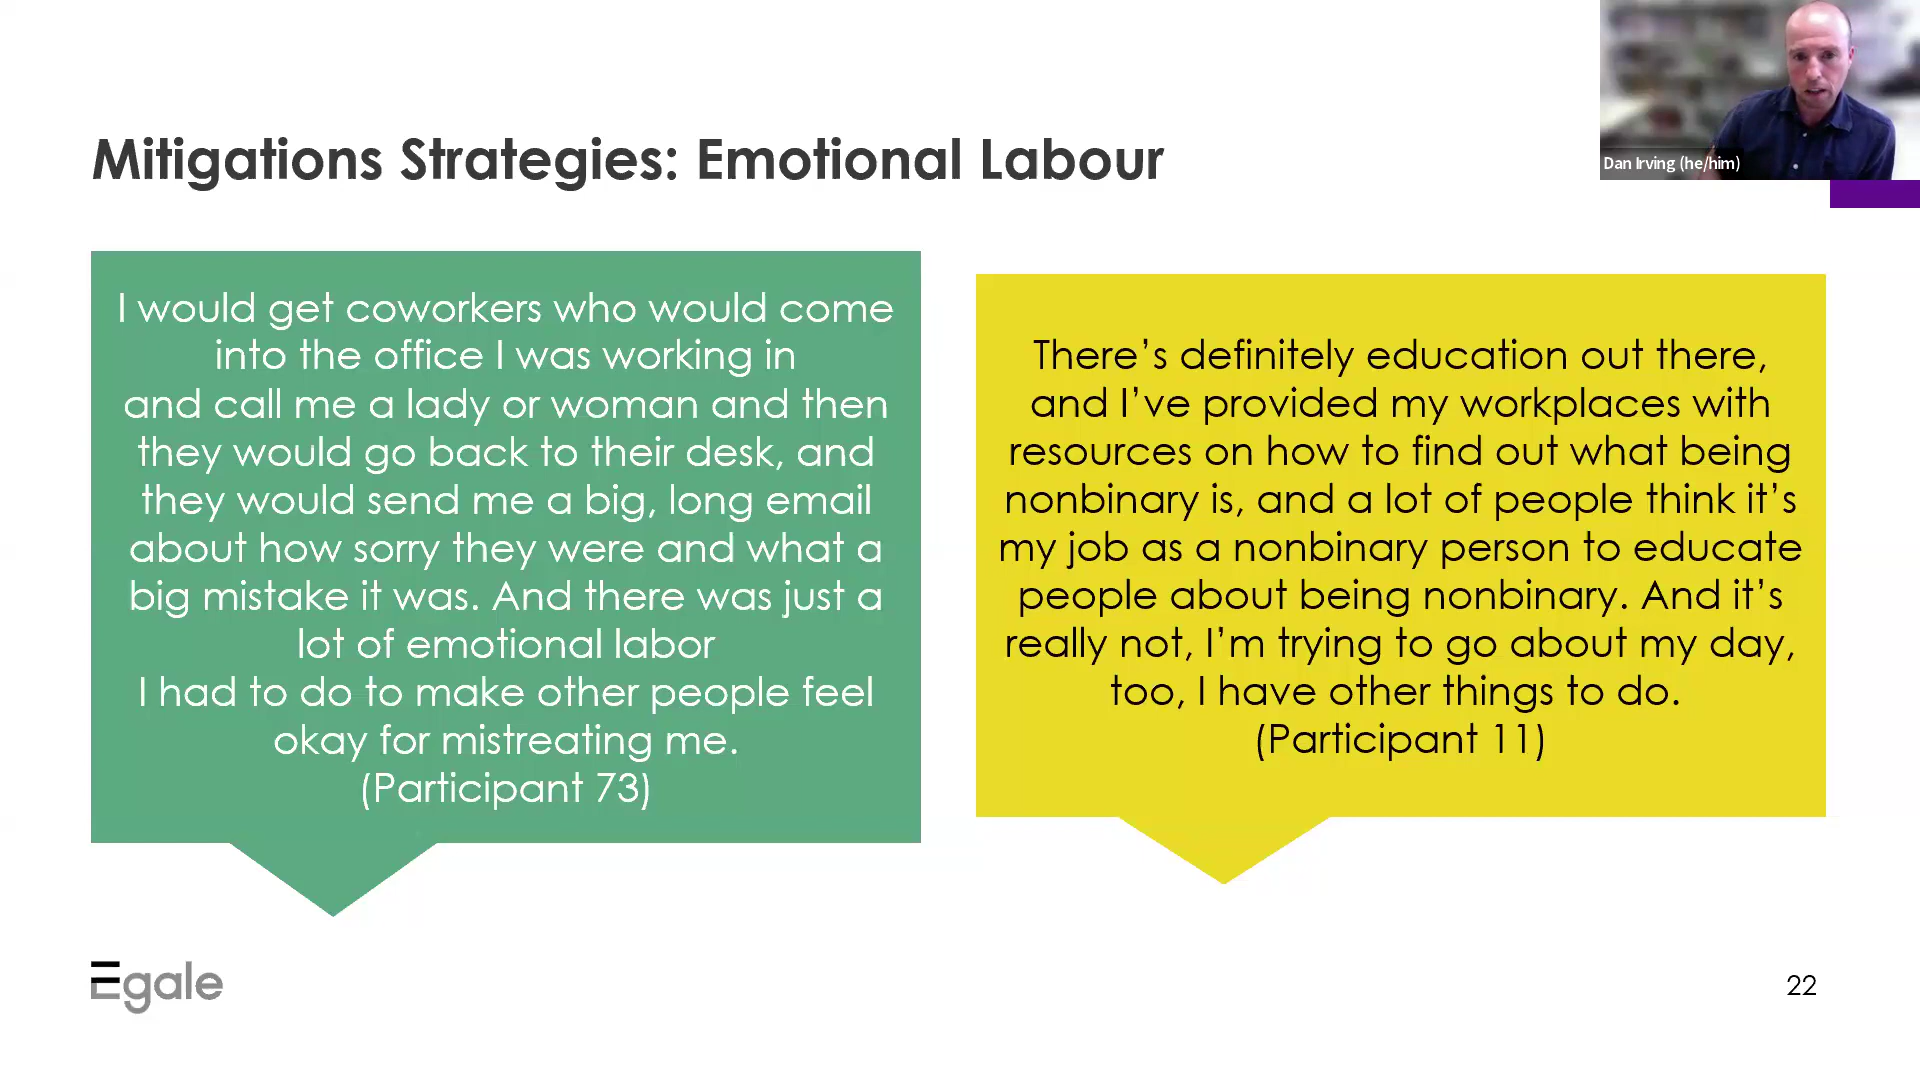 Dan Irving (he/him)
Mitigations Strategies: Emotional Labour
I would get coworkers who would come
into the office I was working in
and call me a lady or woman and then
they would go back to their desk, and
they would send me a big, long email
about how sorry they were and what a
big mistake it was. And there was just a
lot of emotional labor
I had to do to make other people feel
okay for mistreating me.
(Participant 73)
There’s definitely education out there,
and I’ve provided my workplaces with
resources on how to find out what being
nonbinary is, and a lot of people think it’s
my job as a nonbinary person to educate
people about being nonbinary. And it’s
really not, I’m trying to go about my day,
too, I have other things to do.
(Participant 11)
Egale
22